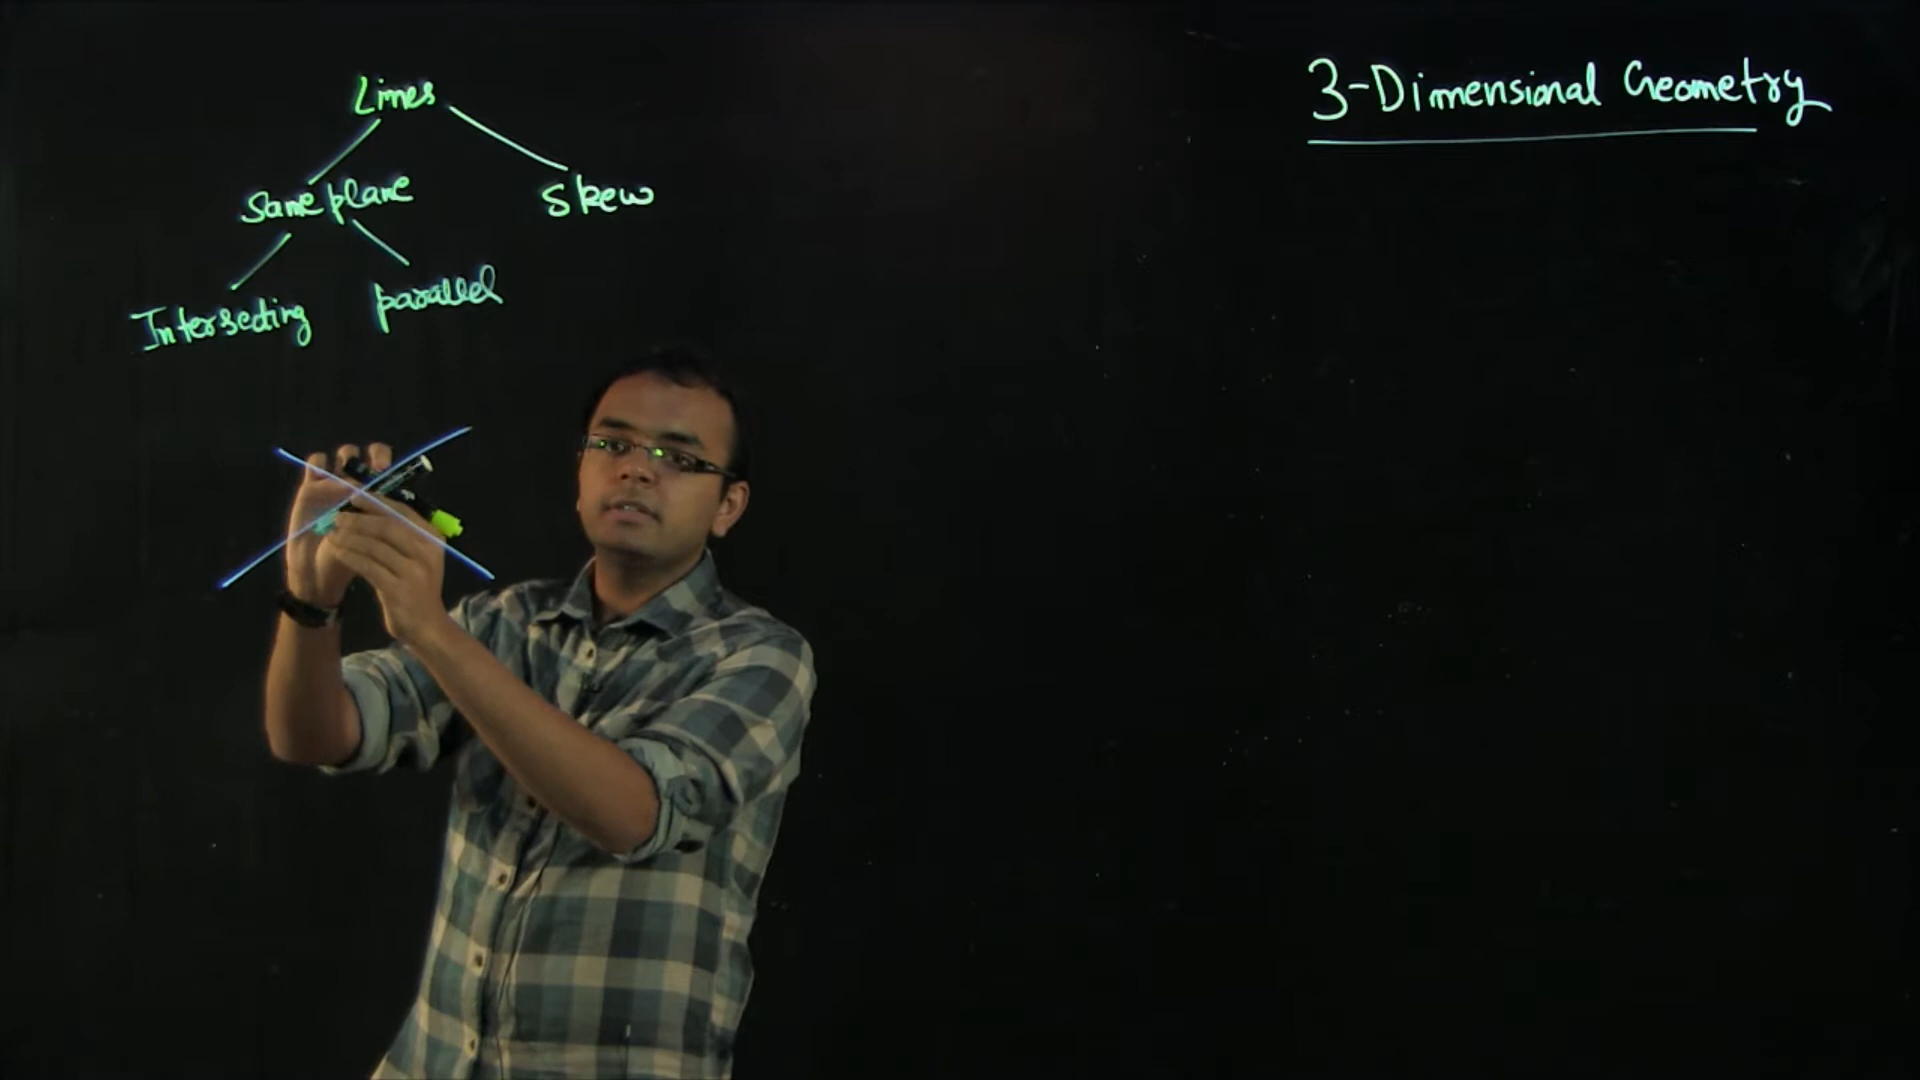 Lines
Same plane
Skew
Intersecting
parallel
3-Dimensional Geometry